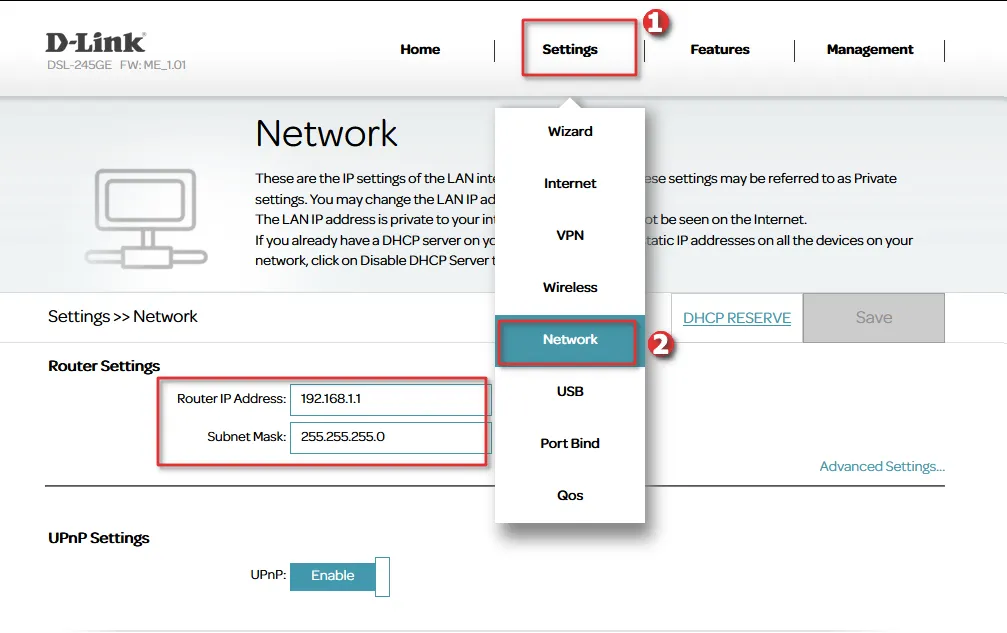 D-Link
DSL-245GE FW: ME_1.01
Home
Settings
1
Features
Management
Wizard
Internet
VPN
Wireless
Network
2
USB
Port Bind
Qos
Network
These are the IP settings of the LAN inte ese settings may be referred to as Private
settings. You may change the LAN IP ad
The LAN IP address is private to your int ot be seen on the Internet.
If you already have a DHCP server on yo tatic IP addresses on all the devices on your
network, click on Disable DHCP Server t
Settings >> Network
DHCP RESERVE
Save
Router Settings
Router IP Address: 192.168.1.1
Subnet Mask: 255.255.255.0
Advanced Settings...
UPnP Settings
UPnP: Enable